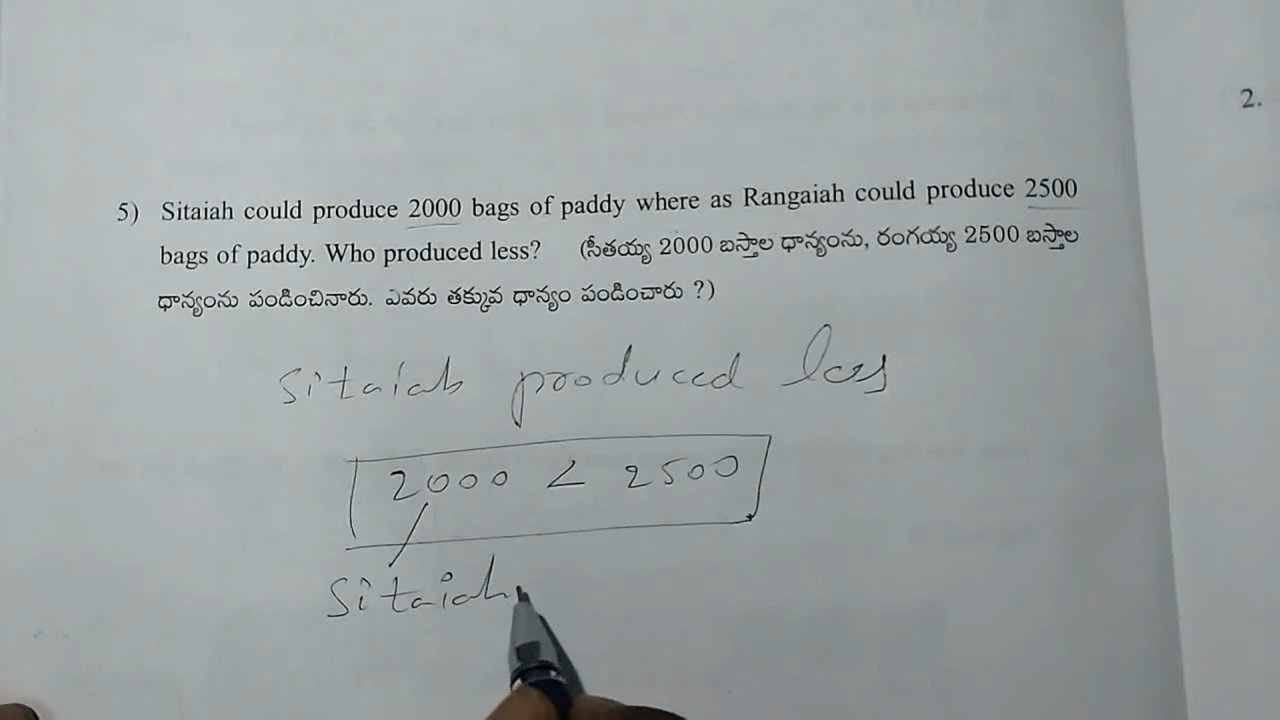 2.
5) Sitaiah could produce 2000 bags of paddy where as Rangaiah could produce 2500
bags of paddy. Who produced less? (సీతయ్య 2000 బస్తాల ధాన్యంను, రంగయ్య 2500 బస్తాల
ధాన్యంను పండించినారు. ఎవరు తక్కువ ధాన్యం పండించారు ?)
Sitaiah produced less
2000 < 2500
Sitaiah